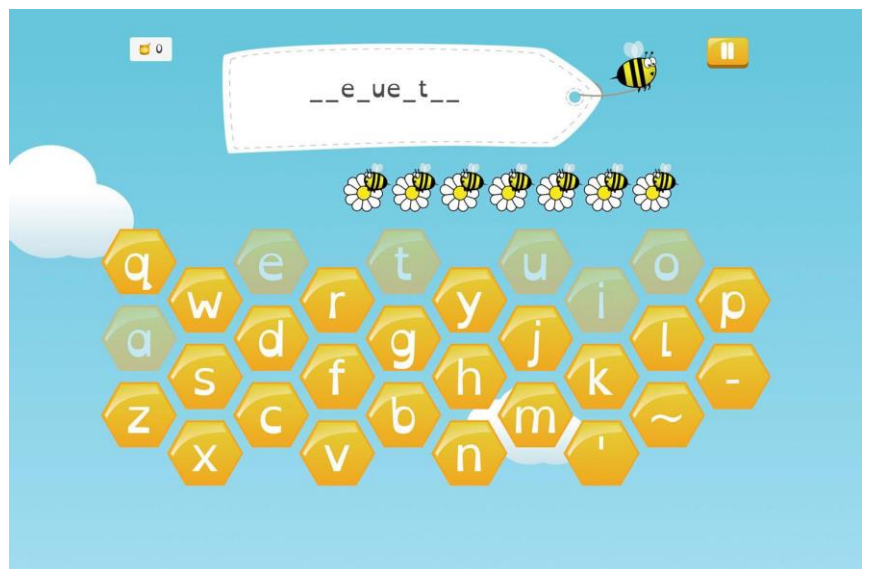 0
__e_ue_t__
q e t u o
w r y i p
a d g j l
s f h k -
z c b m ~
x v n '